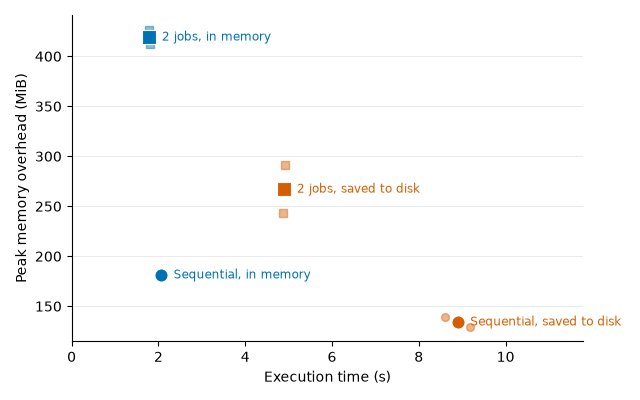 400
350
300
250
200
150
0
2
4
6
8
10
Peak memory overhead (MiB)
Execution time (s)
2 jobs, in memory
2 jobs, saved to disk
Sequential, in memory
Sequential, saved to disk